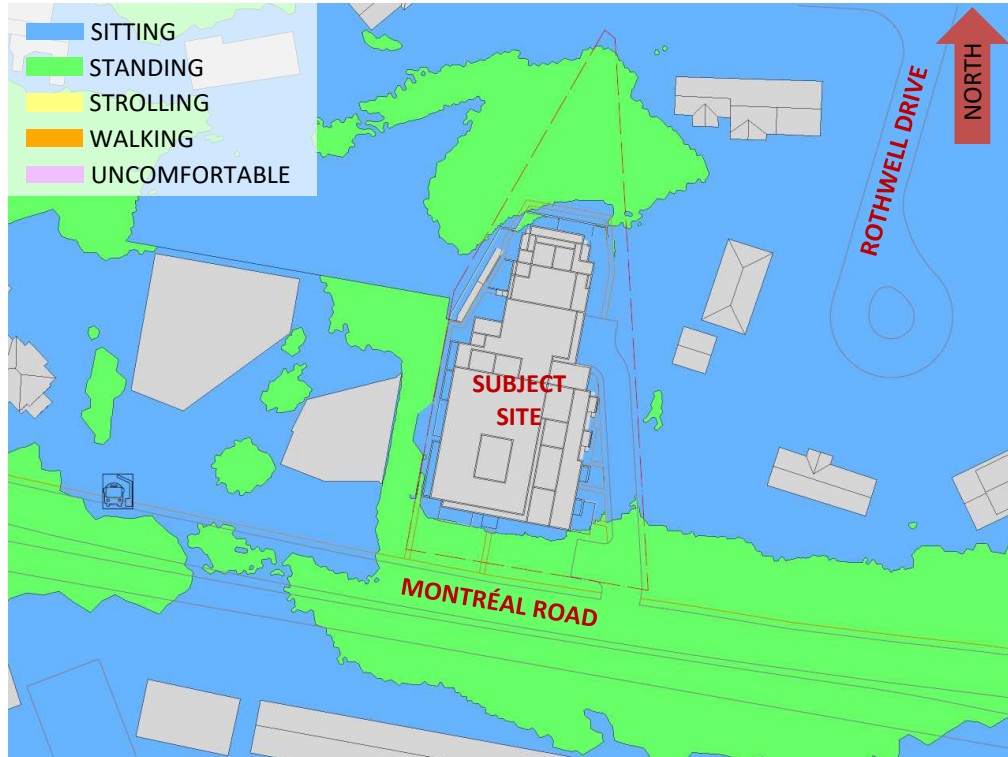 SITTING
STANDING
STROLLING
WALKING
UNCOMFORTABLE
NORTH
ROTHWELL DRIVE
SUBJECT
SITE
MONTRÉAL ROAD